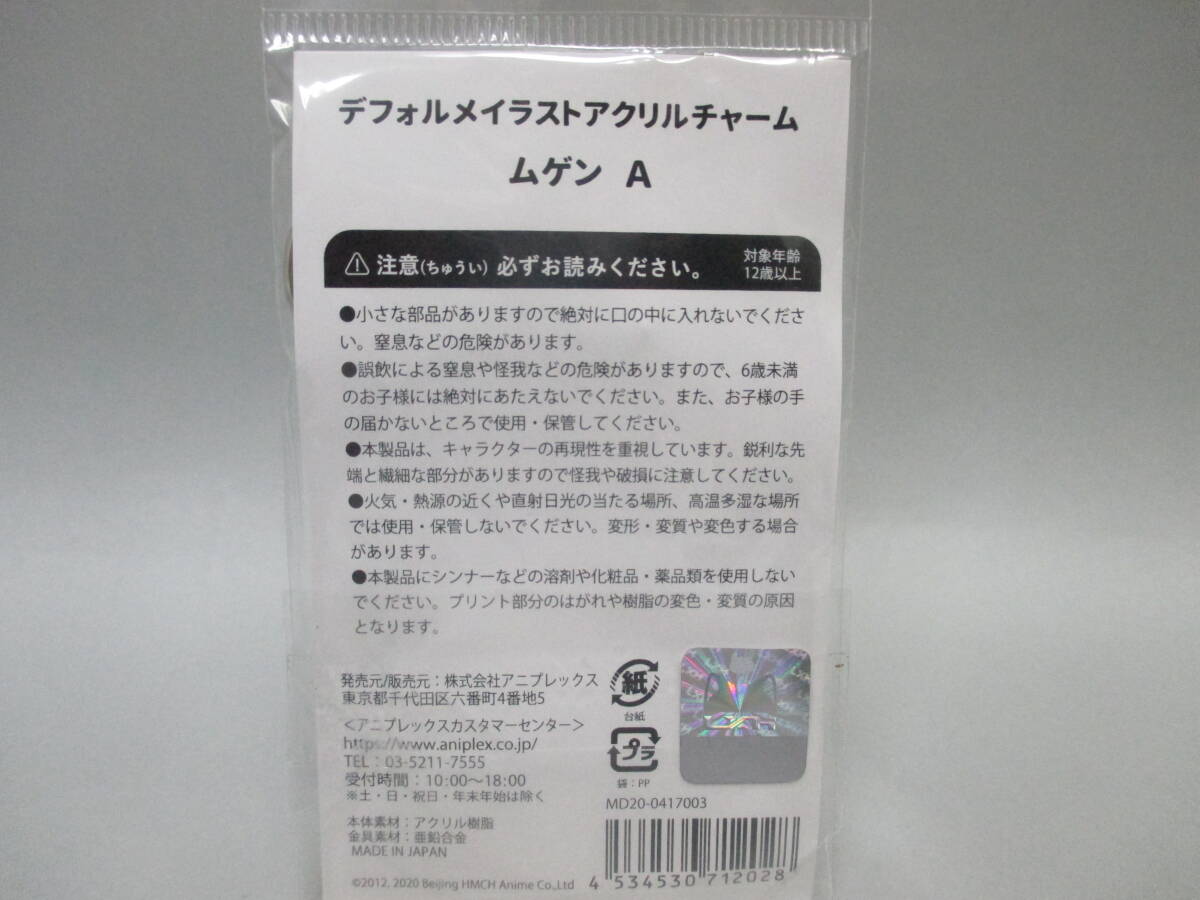 デフォルメイラストアクリルチャーム
ムゲン A
注意(ちゅうい) 必ずお読みください。
対象年齢
12歳以上
●小さな部品がありますので絶対に口の中に入れないでくださ
い。窒息などの危険があります。
●誤飲による窒息や怪我などの危険がありますので、6歳未満
のお子様には絶対にあたえないでください。また、お子様の手
の届かないところで使用・保管してください。
●本製品は、キャラクターの再現性を重視しています。鋭利な先
端と繊細な部分がありますので怪我や破損に注意してください。
●火気・熱源の近くや直射日光の当たる場所、高温多湿な場所
では使用・保管しないでください。変形・変質や変色する場合
があります。
●本製品にシンナーなどの溶剤や化粧品・薬品類を使用しない
でください。プリント部分のはがれや樹脂の変色・変質の原因
となります。
発売元/販売元：株式会社アニプレックス
東京都千代田区六番町4番地5
＜アニプレックスカスタマーセンター＞
https://www.aniplex.co.jp/
TEL：03-5211-7555
受付時間：10:00～18:00
※土・日・祝日・年末年始は除く
本体素材：アクリル樹脂
金具素材：亜鉛合金
MADE IN JAPAN
©2012, 2020 Beijing HMCH Anime Co.,Ltd
紙
台紙
プラ
袋：PP
MD20-0417003
4 534530 712028